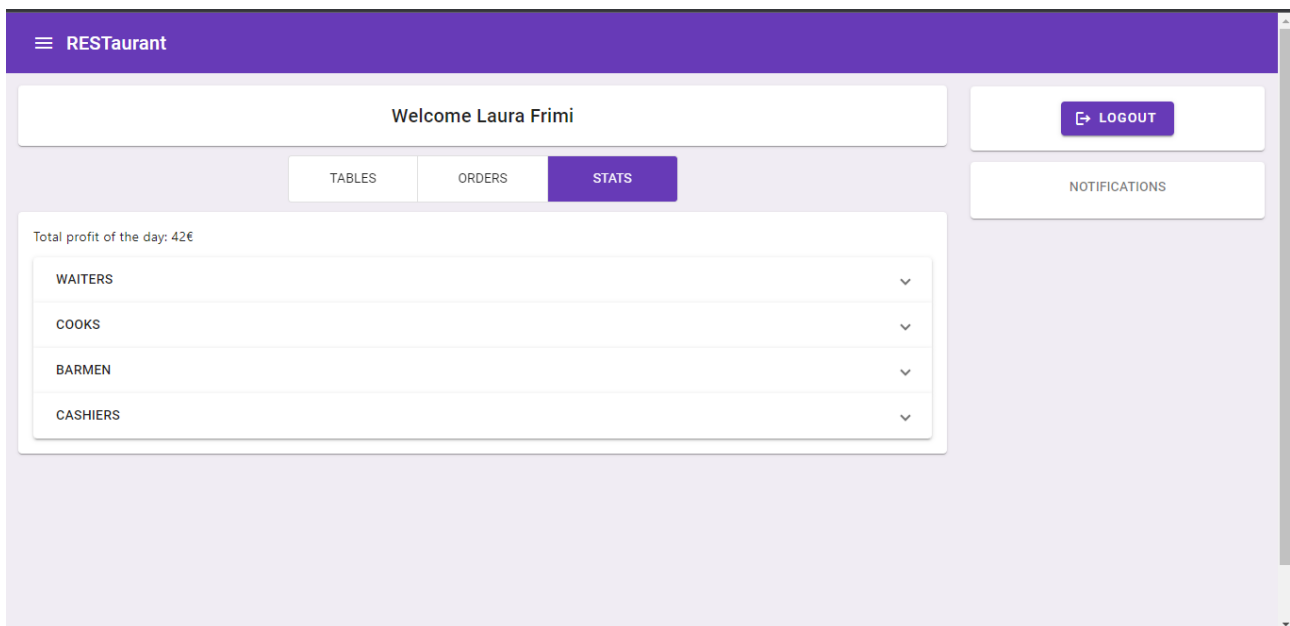 RESTaurant
Welcome Laura Frimi
LOGOUT
TABLES ORDERS STATS
NOTIFICATIONS
Total profit of the day: 42€
WAITERS
COOKS
BARMEN
CASHIERS